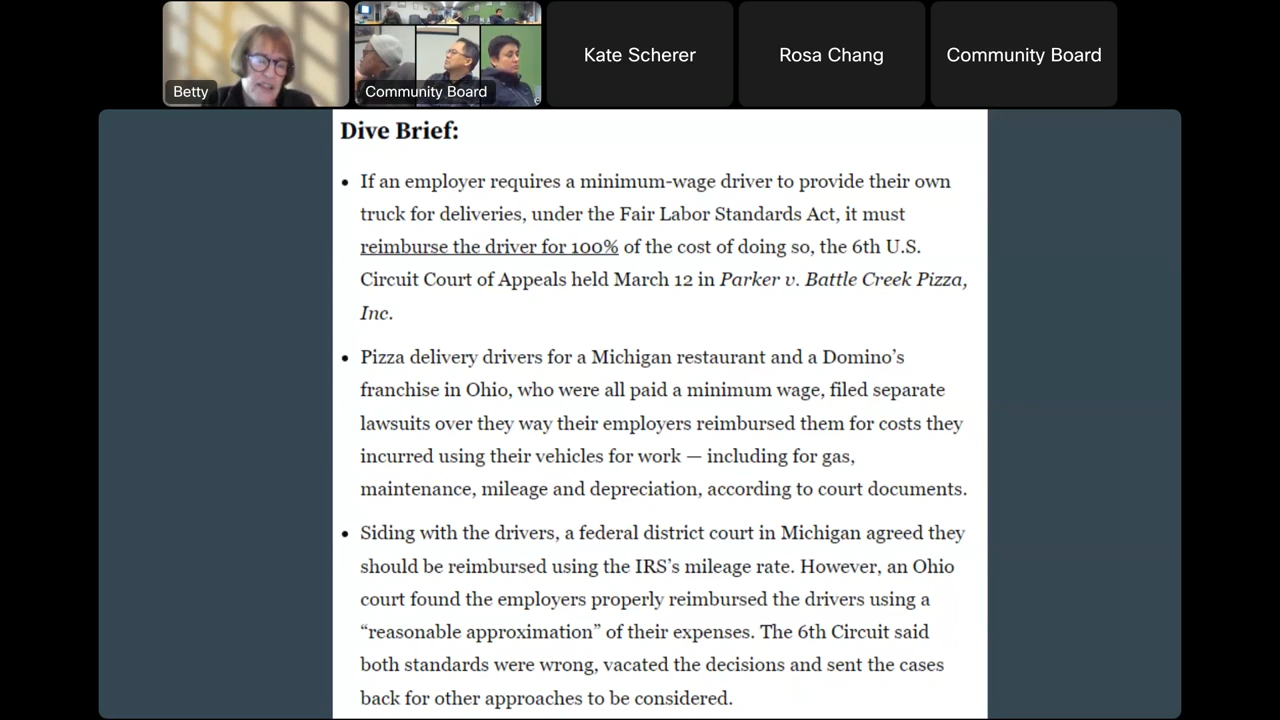 Betty
Community Board
Kate Scherer
Rosa Chang
Community Board
Dive Brief:
• If an employer requires a minimum-wage driver to provide their own
truck for deliveries, under the Fair Labor Standards Act, it must
reimburse the driver for 100% of the cost of doing so, the 6th U.S.
Circuit Court of Appeals held March 12 in Parker v. Battle Creek Pizza,
Inc.
• Pizza delivery drivers for a Michigan restaurant and a Domino’s
franchise in Ohio, who were all paid a minimum wage, filed separate
lawsuits over they way their employers reimbursed them for costs they
incurred using their vehicles for work — including for gas,
maintenance, mileage and depreciation, according to court documents.
• Siding with the drivers, a federal district court in Michigan agreed they
should be reimbursed using the IRS’s mileage rate. However, an Ohio
court found the employers properly reimbursed the drivers using a
“reasonable approximation” of their expenses. The 6th Circuit said
both standards were wrong, vacated the decisions and sent the cases
back for other approaches to be considered.